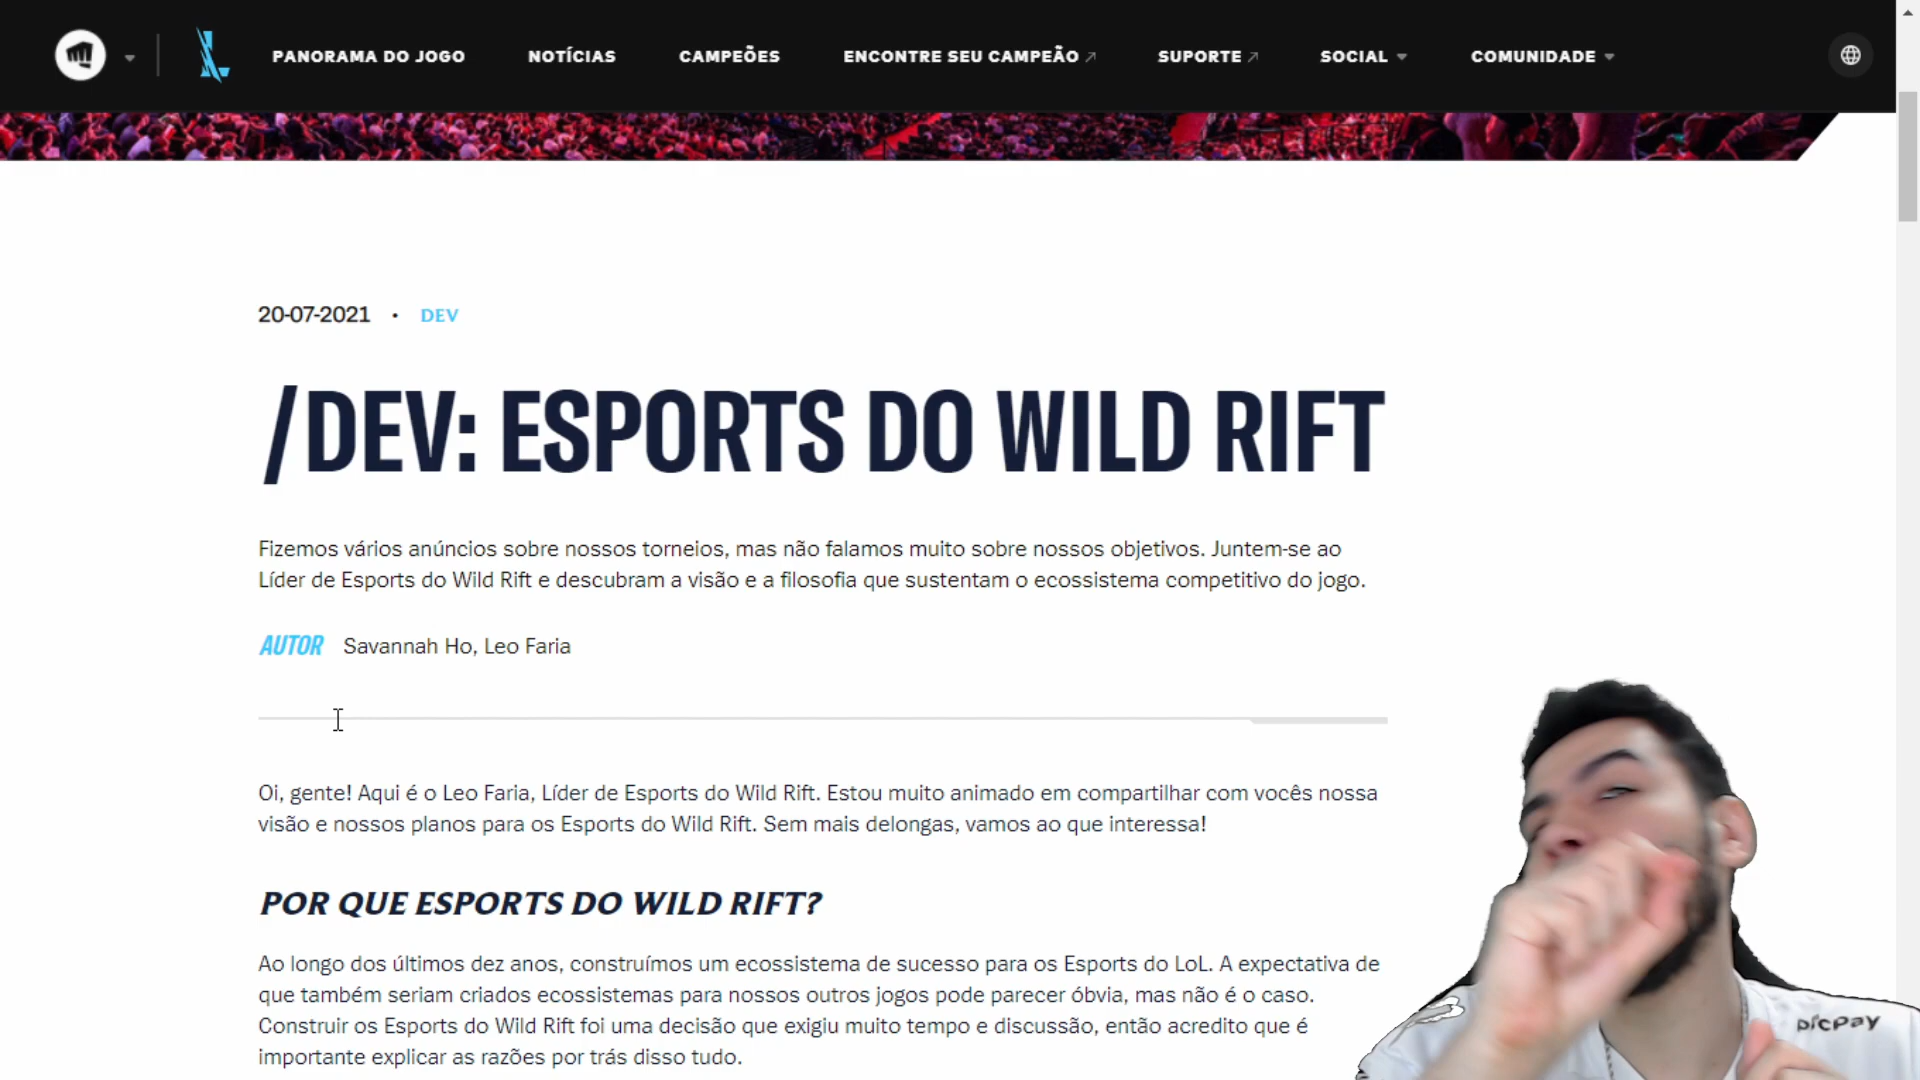 PANORAMA DO JOGO NOTÍCIAS CAMPEÕES ENCONTRE SEU CAMPEÃO SUPORTE SOCIAL COMUNIDADE
20-07-2021 • DEV
/DEV: ESPORTS DO WILD RIFT
Fizemos vários anúncios sobre nossos torneios, mas não falamos muito sobre nossos objetivos. Juntem-se ao
Líder de Esports do Wild Rift e descubram a visão e a filosofia que sustentam o ecossistema competitivo do jogo.
AUTOR Savannah Ho, Leo Faria
Oi, gente! Aqui é o Leo Faria, Líder de Esports do Wild Rift. Estou muito animado em compartilhar com vocês nossa
visão e nossos planos para os Esports do Wild Rift. Sem mais delongas, vamos ao que interessa!
POR QUE ESPORTS DO WILD RIFT?
Ao longo dos últimos dez anos, construímos um ecossistema de sucesso para os Esports do LoL. A expectativa de
que também seriam criados ecossistemas para nossos outros jogos pode parecer óbvia, mas não é o caso.
Construir os Esports do Wild Rift foi uma decisão que exigiu muito tempo e discussão, então acredito que é
importante explicar as razões por trás disso tudo.
picpay